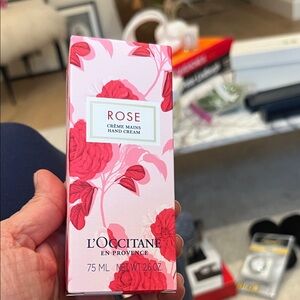 ROSE
CRÈME MAINS
HAND CREAM
L'OCCITANE
EN PROVENCE
75 ML NET WT. 2.6 OZ.